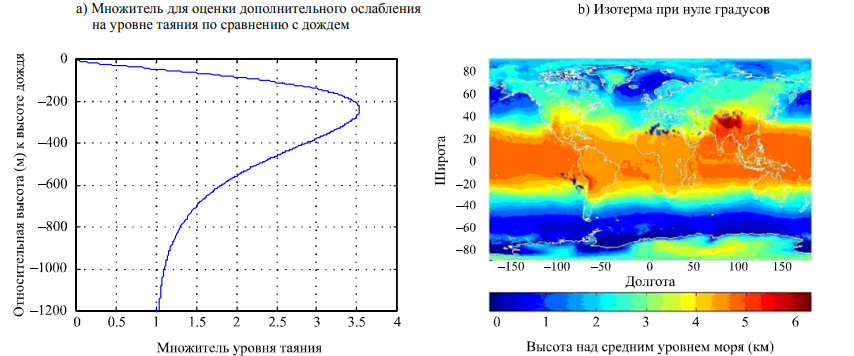 a) Множитель для оценки дополнительного ослабления
на уровне таяния по сравнению с дождем
Относительная высота (м) к высоте дождя
0
−200
−400
−600
−800
−1000
−1200
0 0.5 1 1.5 2 2.5 3 3.5 4
Множитель уровня таяния
b) Изотерма при нуле градусов
Широта
80
60
40
20
0
−20
−40
−60
−80
−150 −100 −50 0 50 100 150
Долгота
0 1 2 3 4 5 6
Высота над средним уровнем моря (км)